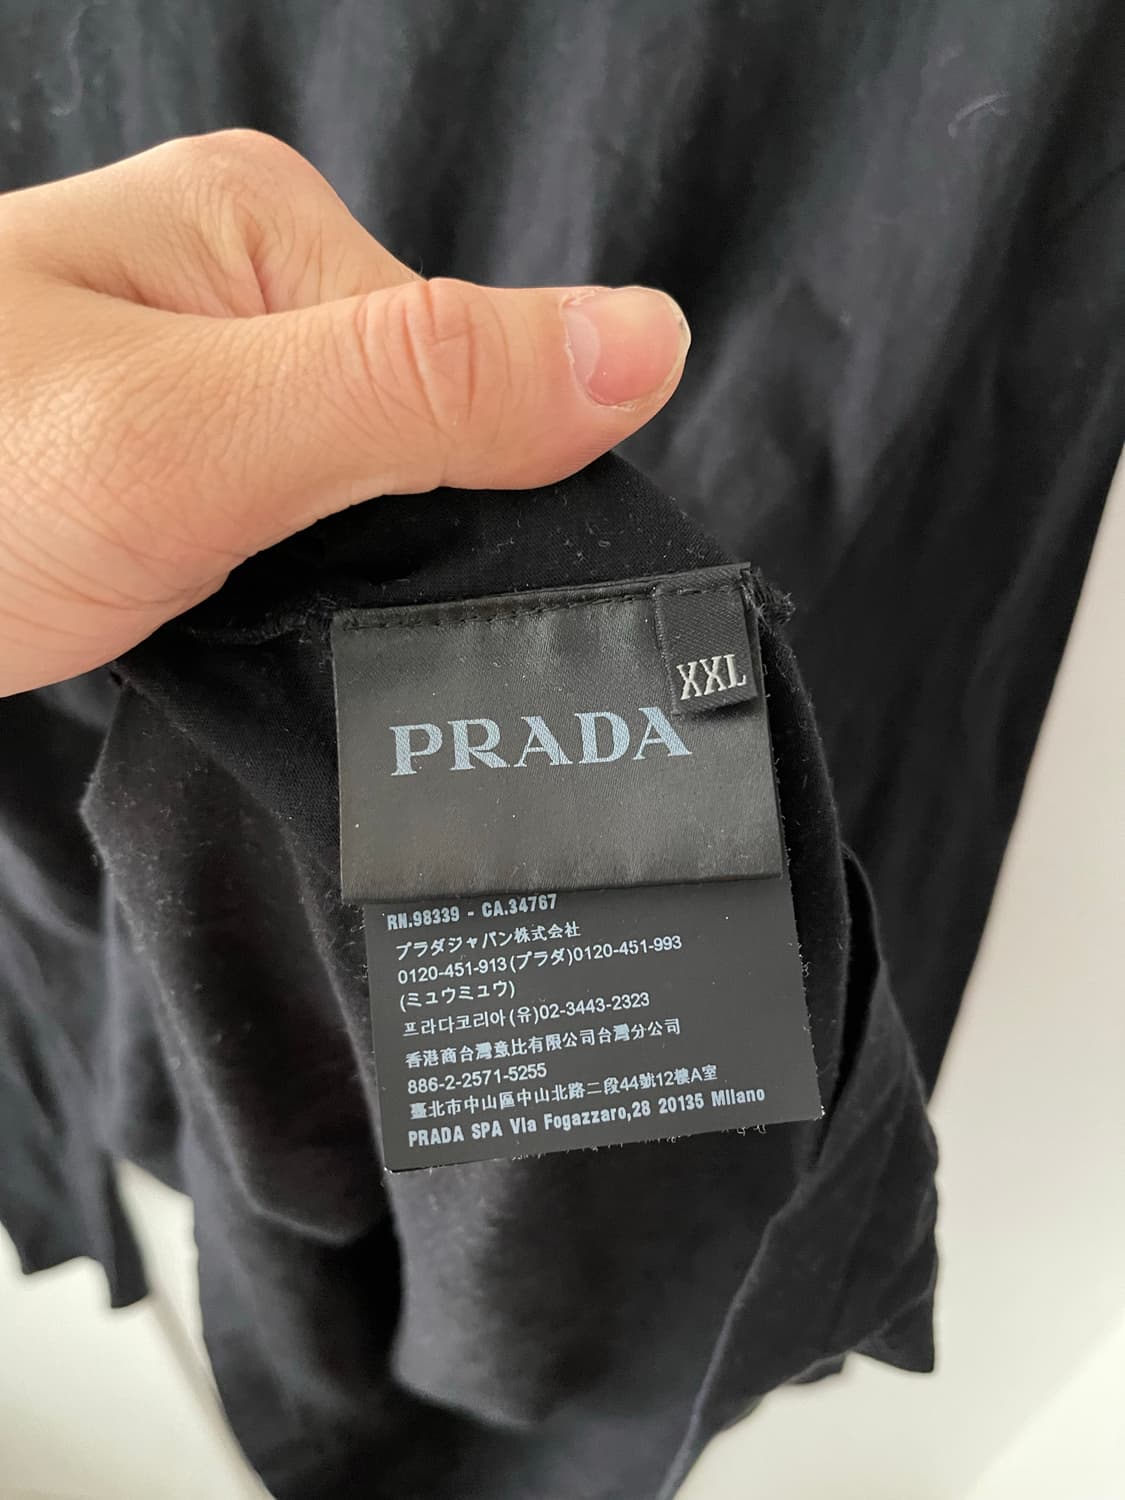 XXL
PRADA
RN.98339 - CA.34767
プラダジャパン株式会社
0120-451-913(プラダ)0120-451-993
(ミュウミュウ)
프라다코리아(유)02-3443-2323
香港商台灣意比有限公司台灣分公司
886-2-2571-5255
臺北市中山區中山北路二段44號12樓A室
PRADA SPA Via Fogazzaro,28 20135 Milano